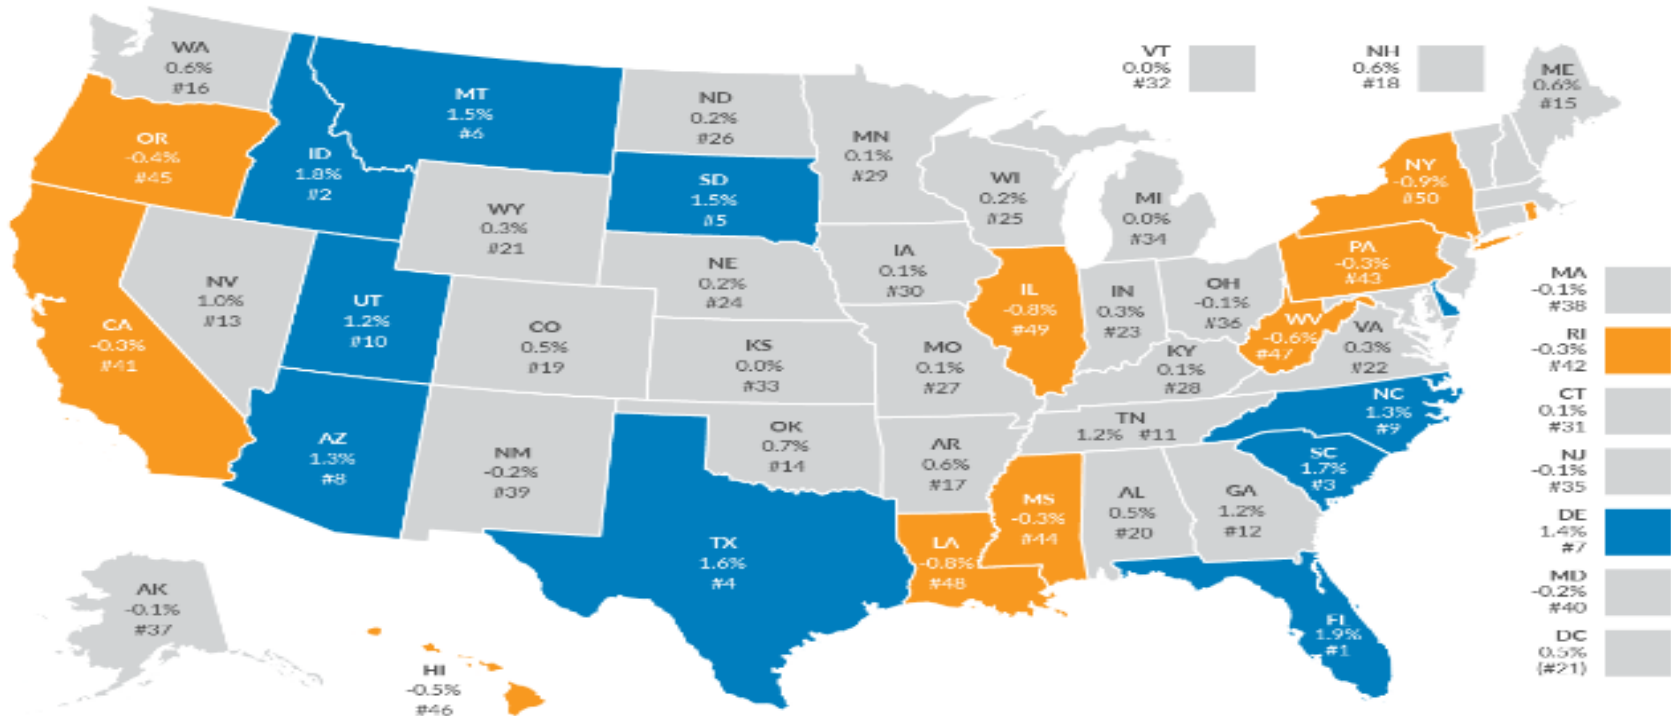 WA
0.6%
#16
OR
-0.4%
#45
CA
-0.3%
#41
ID
1.8%
#2
MT
1.5%
#6
NV
1.0%
#13
UT
1.2%
#10
AZ
1.3%
#8
WY
0.3%
#21
CO
0.5%
#19
NM
-0.2%
#39
ND
0.2%
#26
SD
1.5%
#5
NE
0.2%
#24
KS
0.0%
#33
OK
0.7%
#14
TX
1.6%
#4
MN
0.1%
#29
IA
0.1%
#30
MO
0.1%
#27
AR
0.6%
#17
LA
-0.8%
#48
WI
0.2%
#25
IL
-0.8%
#49
MS
-0.3%
#44
MI
0.0%
#34
IN
0.3%
#23
OH
-0.1%
#36
KY
0.1%
#28
TN
1.2% #11
AL
0.5%
#20
GA
1.2%
#12
FL
1.9%
#1
SC
1.7%
#3
NC
1.3%
#9
VA
0.3%
#22
WV
-0.6%
#47
PA
-0.3%
#43
NY
-0.9%
#50
ME
0.6%
#15
VT
0.0%
#32
NH
0.6%
#18
MA
-0.1%
#38
RI
-0.3%
#42
CT
0.1%
#31
NJ
-0.1%
#35
DE
1.4%
#7
MD
-0.2%
#40
DC
0.5%
(#21)
AK
-0.1%
#37
HI
-0.5%
#46